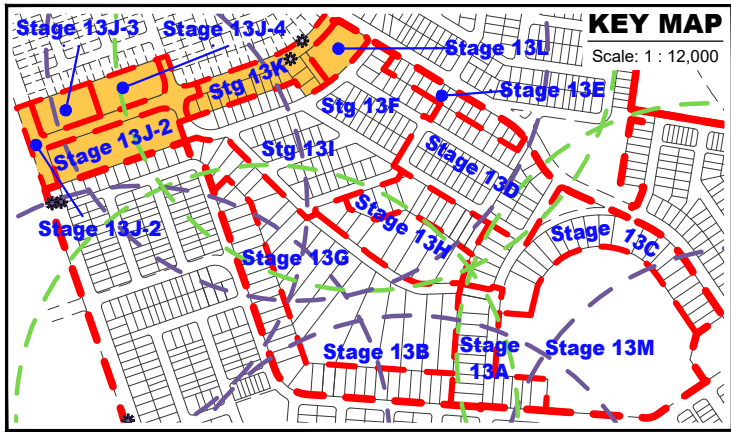 KEY MAP
Scale: 1 : 12,000
Stage 13J-3
Stage 13J-4
Stage 13L
Stg 13K
Stage 13E
Stg 13F
Stage 13J-2
Stg 13I
Stage 13D
Stage 13J-2
Stage 13H
Stage 13C
Stage 13G
Stage 13B
Stage
13A
Stage 13M